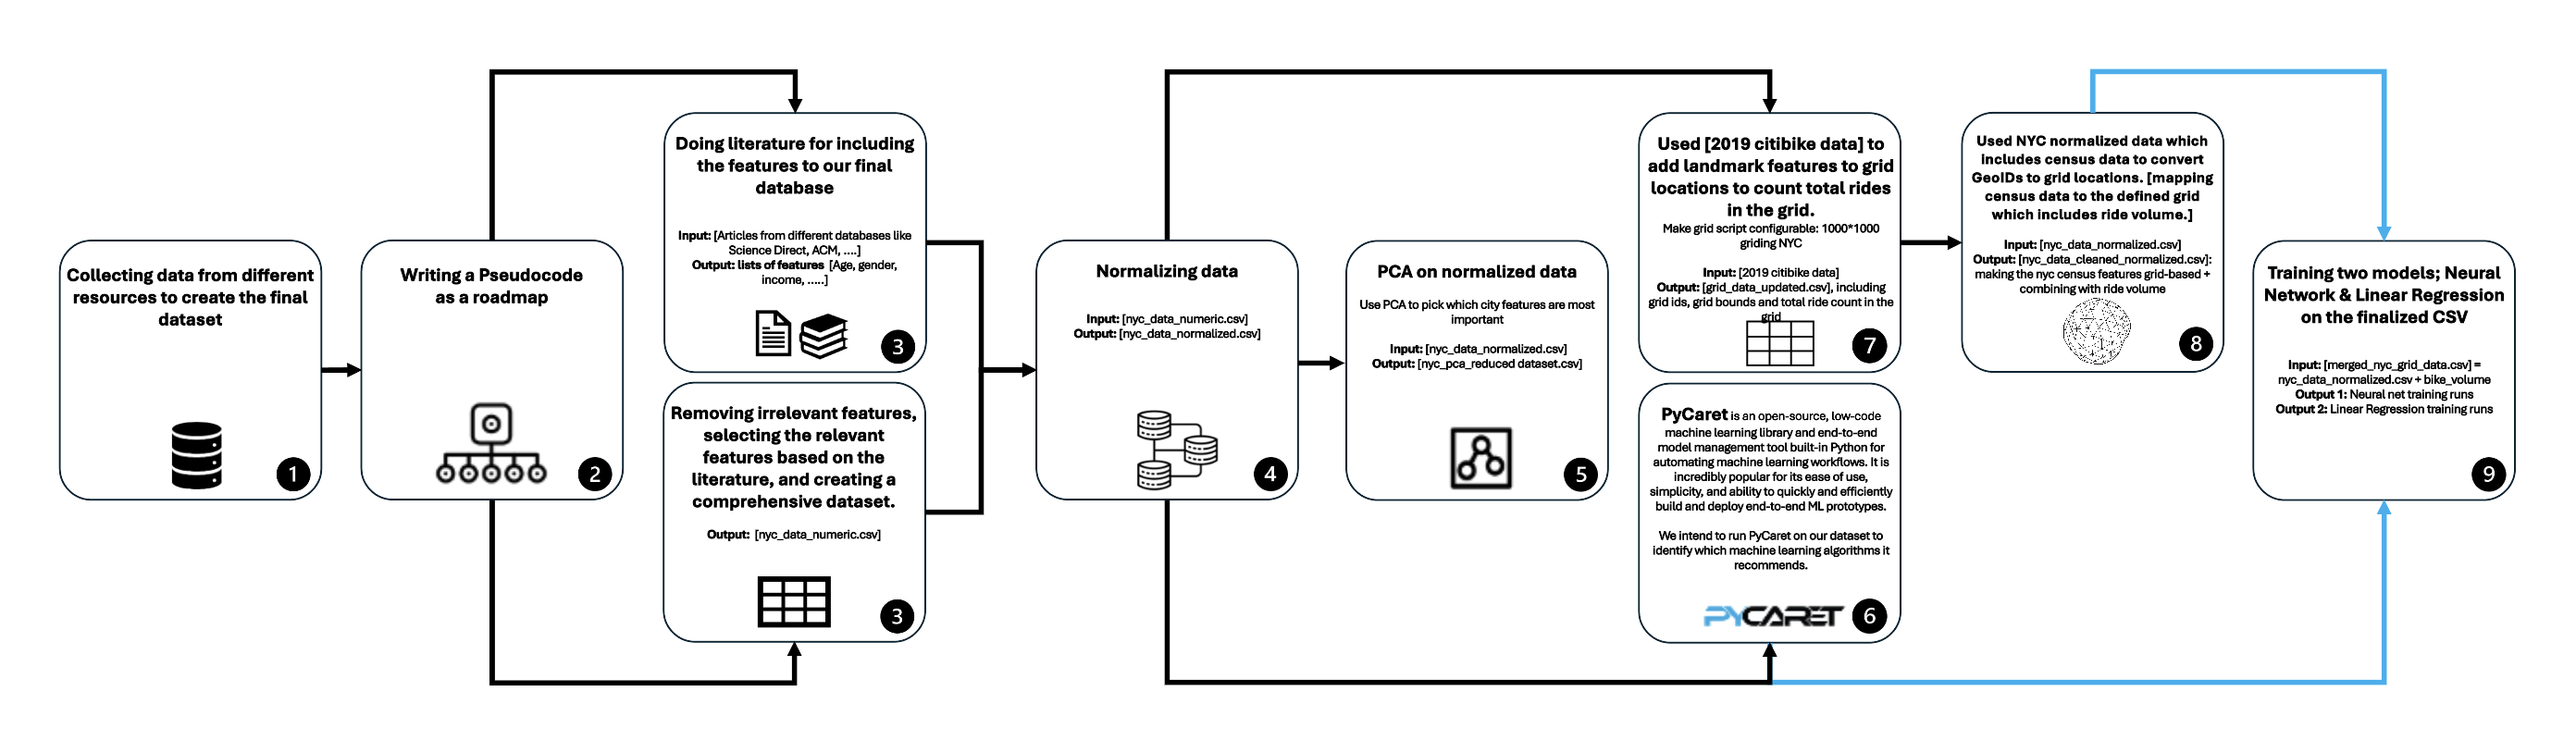 Collecting data from different
resources to create the final
dataset
1
Writing a Pseudocode
as a roadmap
2
Doing literature for including
the features to our final
database
Input: [Articles from different databases like
Science Direct, ACM, ....]
Output: lists of features [Age, gender,
income, .....]
3
Removing irrelevant features,
selecting the relevant
features based on the
literature, and creating a
comprehensive dataset.
Output: [nyc_data_numeric.csv]
3
Normalizing data
Input: [nyc_data_numeric.csv]
Output: [nyc_data_normalized.csv]
4
PCA on normalized data
Use PCA to pick which city features are most
important
Input: [nyc_data_normalized.csv]
Output: [nyc_pca_reduced dataset.csv]
5
Used [2019 citibike data] to
add landmark features to grid
locations to count total rides
in the grid.
Make grid script configurable: 1000*1000
griding NYC
Input: [2019 citibike data]
Output: [grid_data_updated.csv], including
grid ids, grid bounds and total ride count in the
grid
7
PyCaret is an open-source, low-code
machine learning library and end-to-end
model management tool built-in Python for
automating machine learning workflows. It is
incredibly popular for its ease of use,
simplicity, and ability to quickly and efficiently
build and deploy end-to-end ML prototypes.
We intend to run PyCaret on our dataset to
identify which machine learning algorithms it
recommends.
PYCARET
6
Used NYC normalized data which
includes census data to convert
GeoIDs to grid locations. [mapping
census data to the defined grid
which includes ride volume.]
Input: [nyc_data_normalized.csv]
Output: [nyc_data_cleaned_normalized.csv]:
making the nyc census features grid-based +
combining with ride volume
8
Training two models; Neural
Network & Linear Regression
on the finalized CSV
Input: [merged_nyc_grid_data.csv] =
nyc_data_normalized.csv + bike_volume
Output 1: Neural net training runs
Output 2: Linear Regression training runs
9